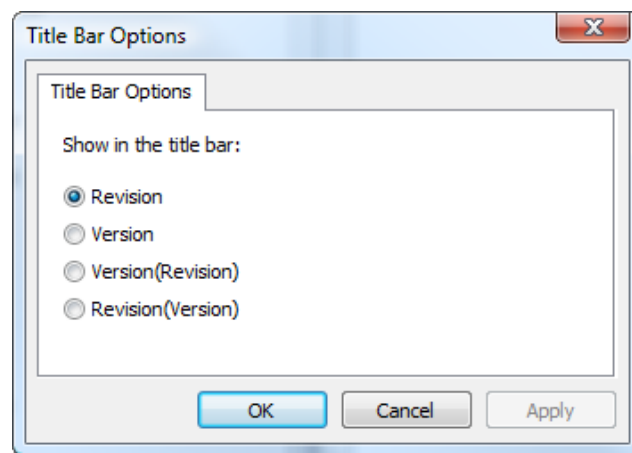 Title Bar Options
Title Bar Options
Show in the title bar:
Revision
Version
Version(Revision)
Revision(Version)
OK Cancel Apply